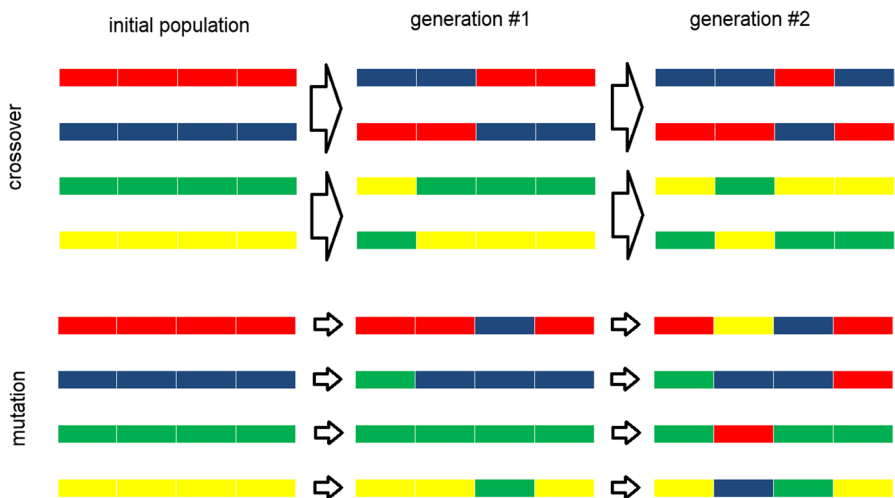 initial population
generation #1
generation #2
crossover
mutation